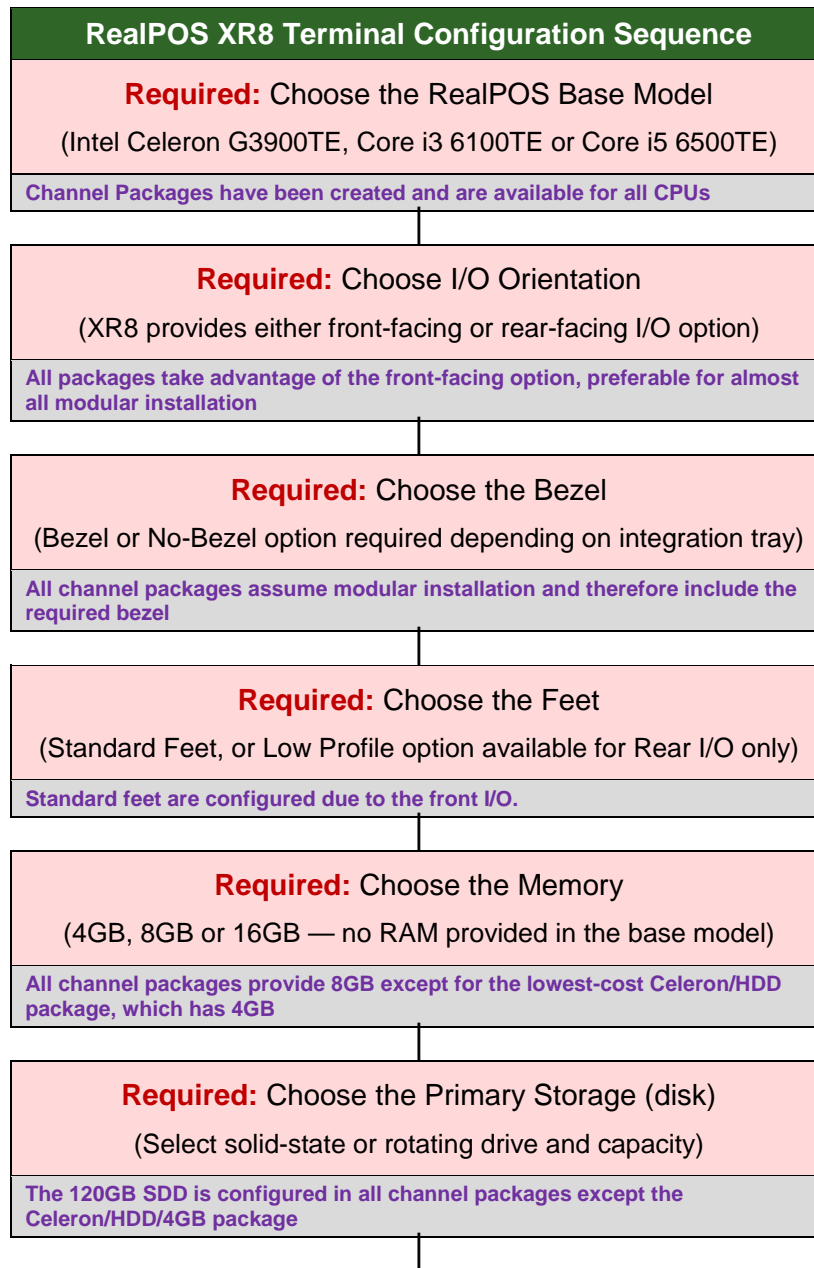 RealPOS XR8 Terminal Configuration Sequence
Required: Choose the RealPOS Base Model
(Intel Celeron G3900TE, Core i3 6100TE or Core i5 6500TE)
Channel Packages have been created and are available for all CPUs
Required: Choose I/O Orientation
(XR8 provides either front-facing or rear-facing I/O option)
All packages take advantage of the front-facing option, preferable for almost
all modular installation
Required: Choose the Bezel
(Bezel or No-Bezel option required depending on integration tray)
All channel packages assume modular installation and therefore include the
required bezel
Required: Choose the Feet
(Standard Feet, or Low Profile option available for Rear I/O only)
Standard feet are configured due to the front I/O.
Required: Choose the Memory
(4GB, 8GB or 16GB — no RAM provided in the base model)
All channel packages provide 8GB except for the lowest-cost Celeron/HDD
package, which has 4GB
Required: Choose the Primary Storage (disk)
(Select solid-state or rotating drive and capacity)
The 120GB SDD is configured in all channel packages except the
Celeron/HDD/4GB package